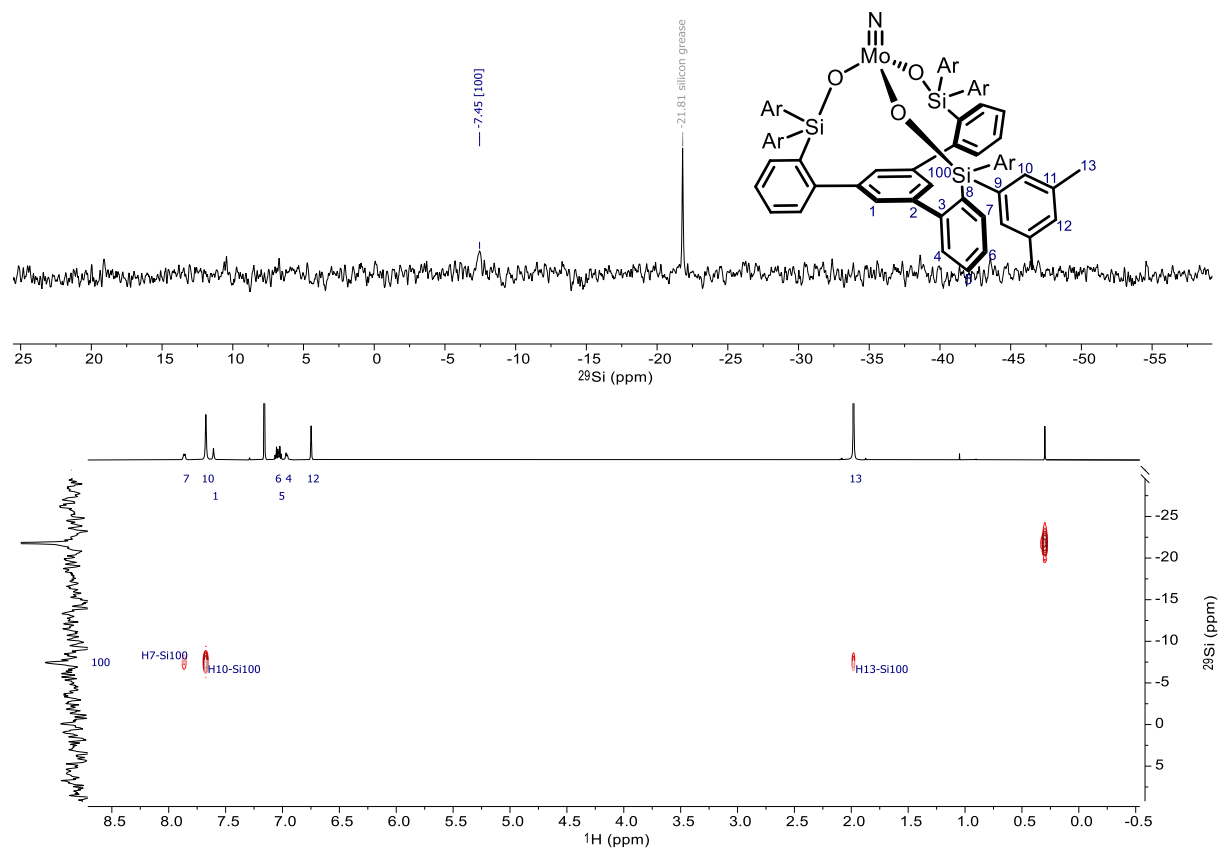 -7.45 [100]
-21.81 silicon grease
N
Mo
O
O
O
Ar
Ar
Si
Ar
Ar
Si
Ar
Si
100
8
9
10
11
12
13
1
2
3
4
5
6
7
25 20 15 10 5 0 -5 -10 -15 -20 -25 -30 -35 -40 -45 -50 -55
29Si (ppm)
7 10 6 4 12 13
1 5
H7-Si100
H10-Si100
H13-Si100
100
-25
-20
-15
-10
-5
0
5
29Si (ppm)
8.5 8.0 7.5 7.0 6.5 6.0 5.5 5.0 4.5 4.0 3.5 3.0 2.5 2.0 1.5 1.0 0.5 0.0 -0.5
1H (ppm)